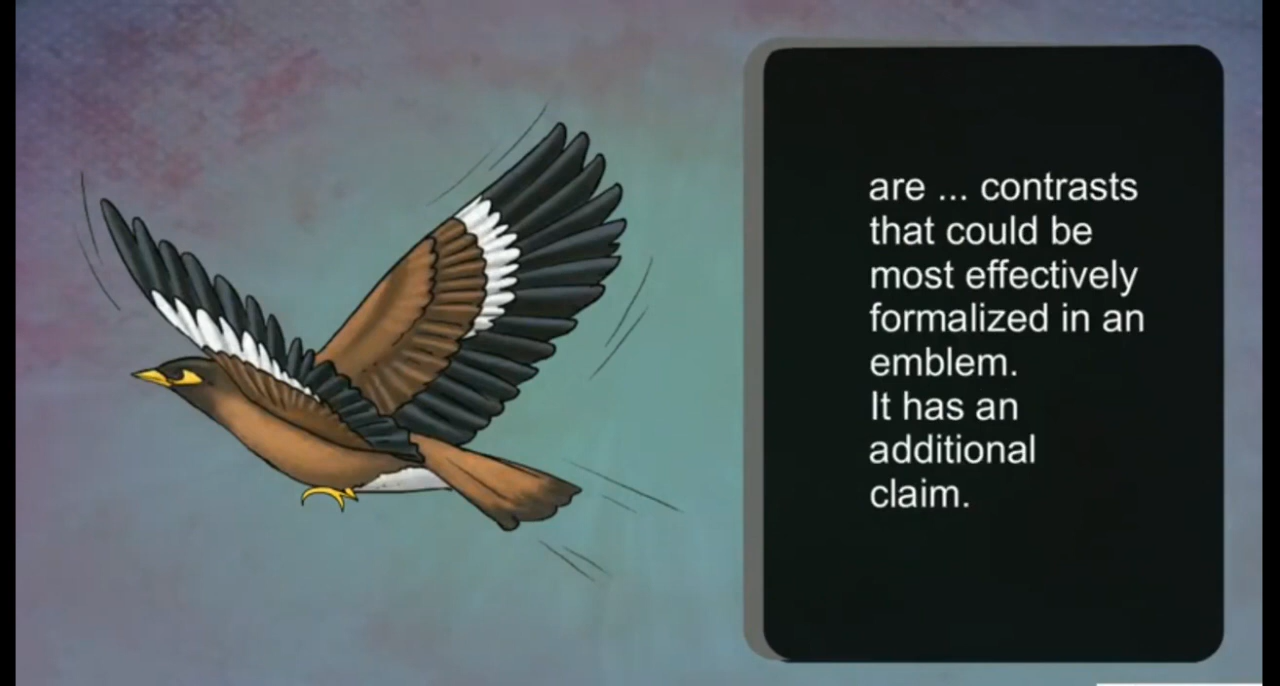 are ... contrasts
that could be
most effectively
formalized in an
emblem.
It has an
additional
claim.